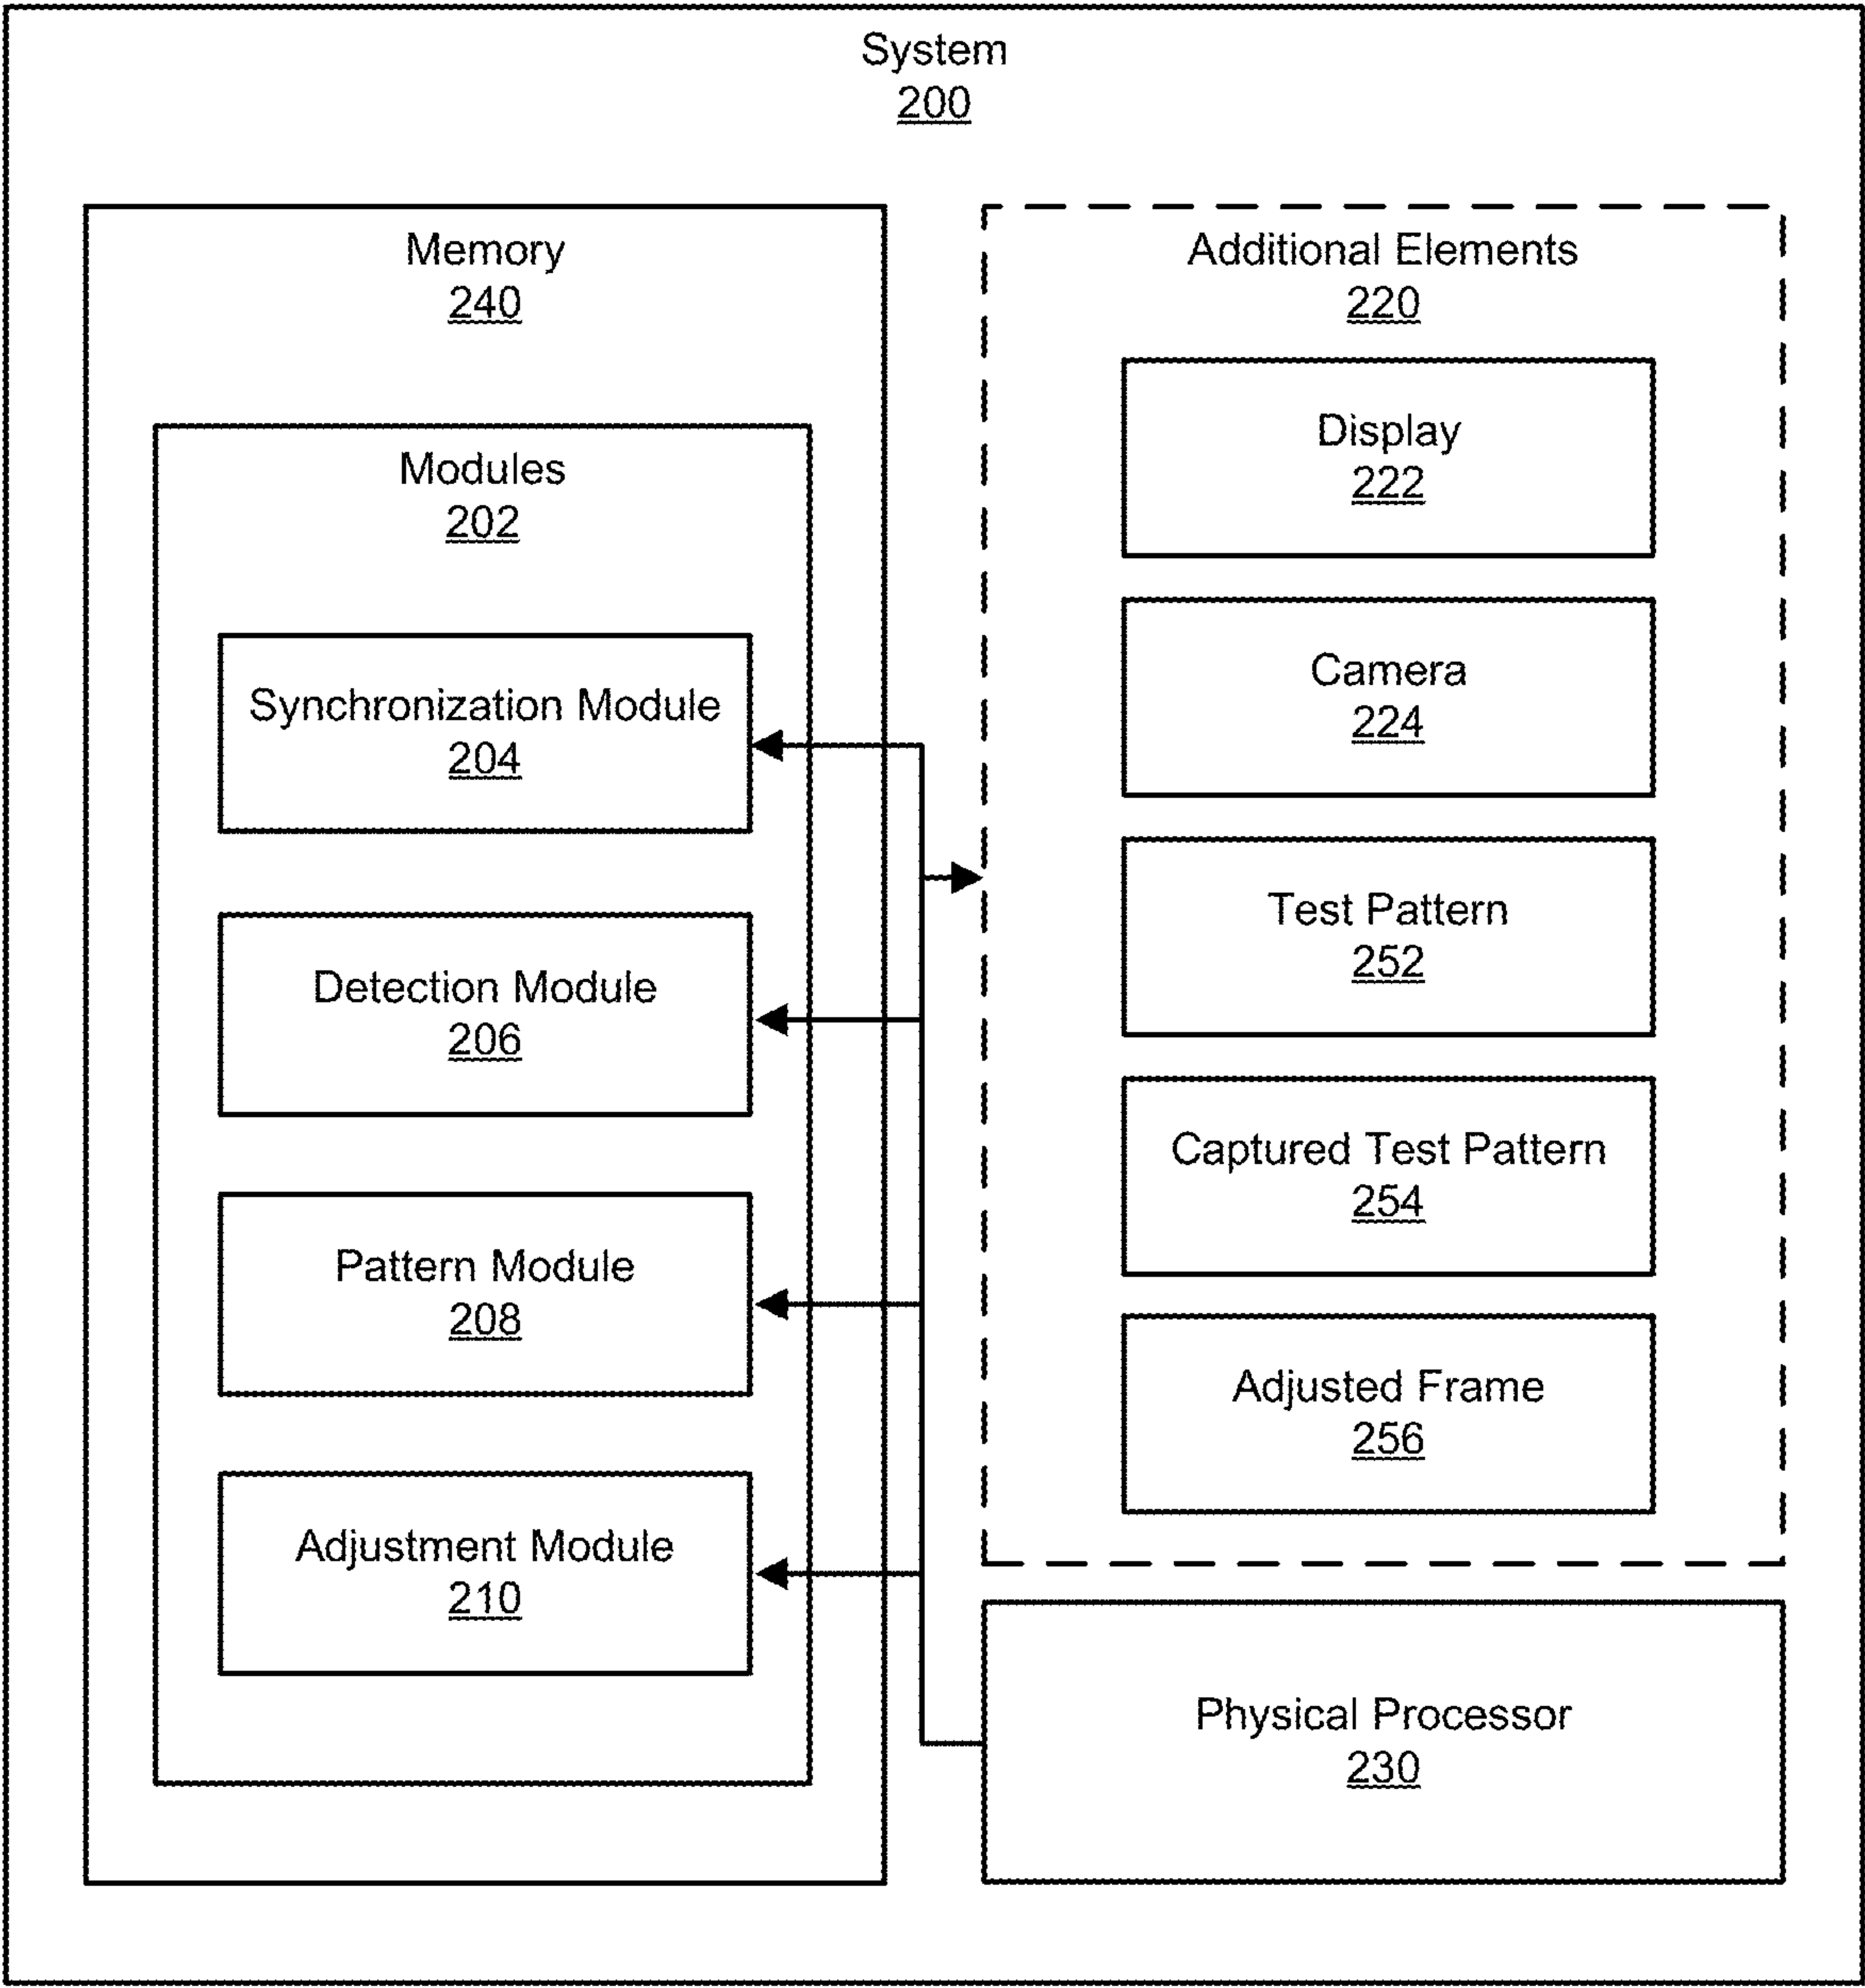 System
200
Memory
240
Modules
202
Synchronization Module
204
Detection Module
206
Pattern Module
208
Adjustment Module
210
Additional Elements
220
Display
222
Camera
224
Test Pattern
252
Captured Test Pattern
254
Adjusted Frame
256
Physical Processor
230